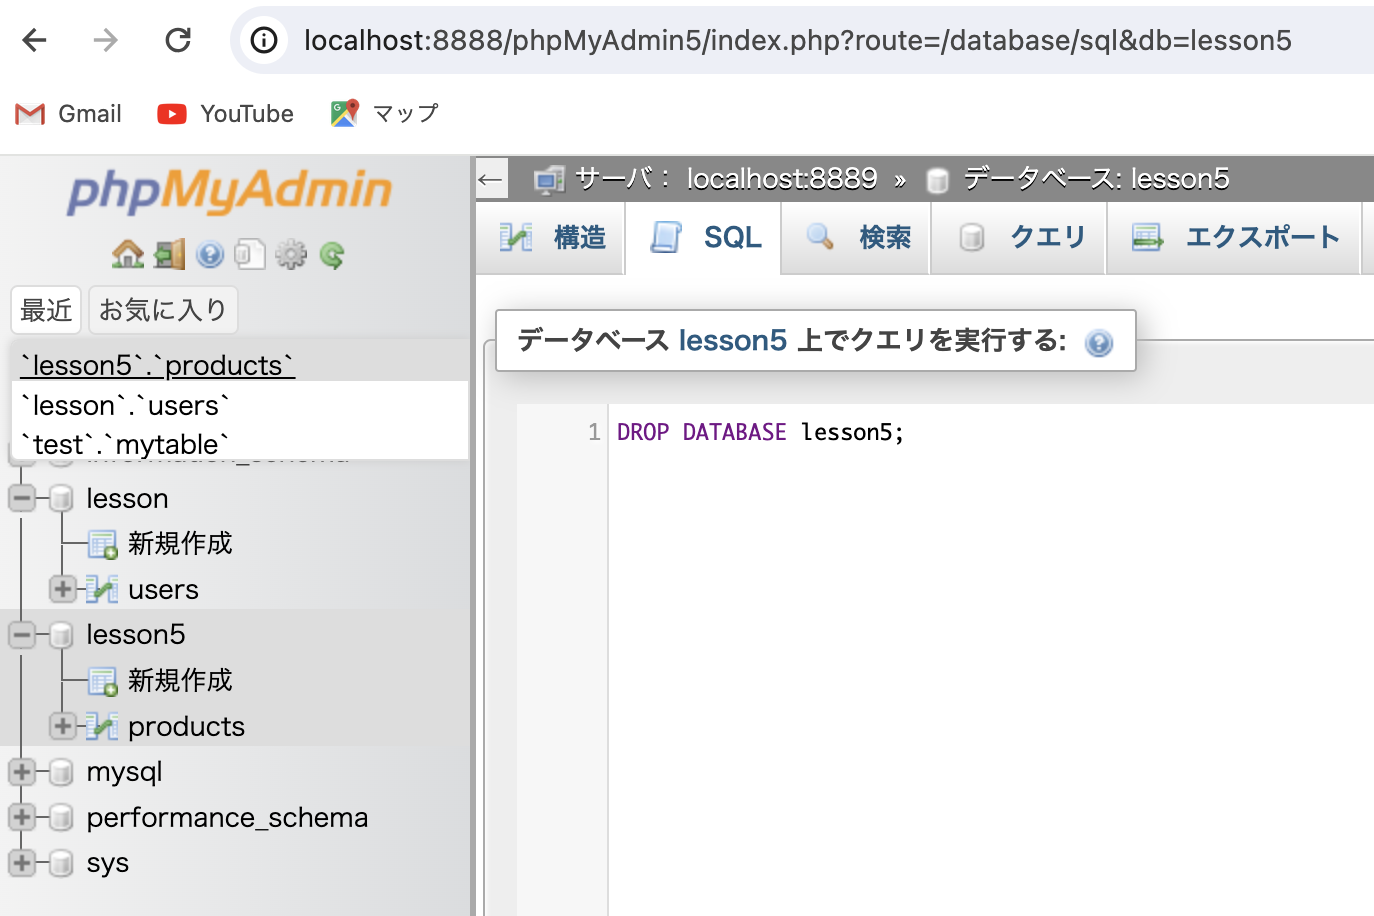 localhost:8888/phpMyAdmin5/index.php?route=/database/sql&db=lesson5
Gmail YouTube マップ
phpMyAdmin
最近 お気に入り
`lesson5`.`products`
`lesson`.`users`
`test`.`mytable`
information_schema
lesson
新規作成
users
lesson5
新規作成
products
mysql
performance_schema
sys
← サーバ: localhost:8889 » データベース: lesson5
構造 SQL 検索 クエリ エクスポート
データベース lesson5 上でクエリを実行する:
1 DROP DATABASE lesson5;